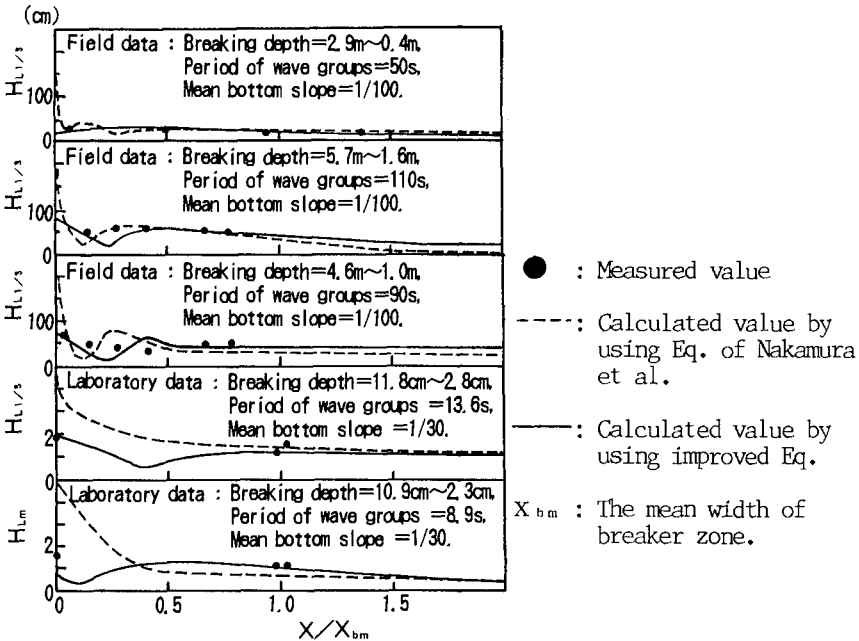 (cm)
H_L1/3
100
0
Field data : Breaking depth=2.9m~0.4m,
Period of wave groups=50s,
Mean bottom slope=1/100.
H_L1/3
100
0
Field data : Breaking depth=5.7m~1.6m,
Period of wave groups=110s,
Mean bottom slope=1/100.
H_L1/3
100
0
Field data : Breaking depth=4.6m~1.0m,
Period of wave groups=90s,
Mean bottom slope=1/100.
H_L1/3
2
0
Laboratory data : Breaking depth=11.8cm~2.8cm,
Period of wave groups =13.6s,
Mean bottom slope =1/30.
H_Lm
2
0
Laboratory data : Breaking depth=10.9cm~2.3cm,
Period of wave groups =8.9s,
Mean bottom slope =1/30.
0 0.5 1.0 1.5
X/X_bm
● : Measured value
---- : Calculated value by
using Eq. of Nakamura
et al.
—— : Calculated value by
using improved Eq.
X_bm : The mean width of
breaker zone.